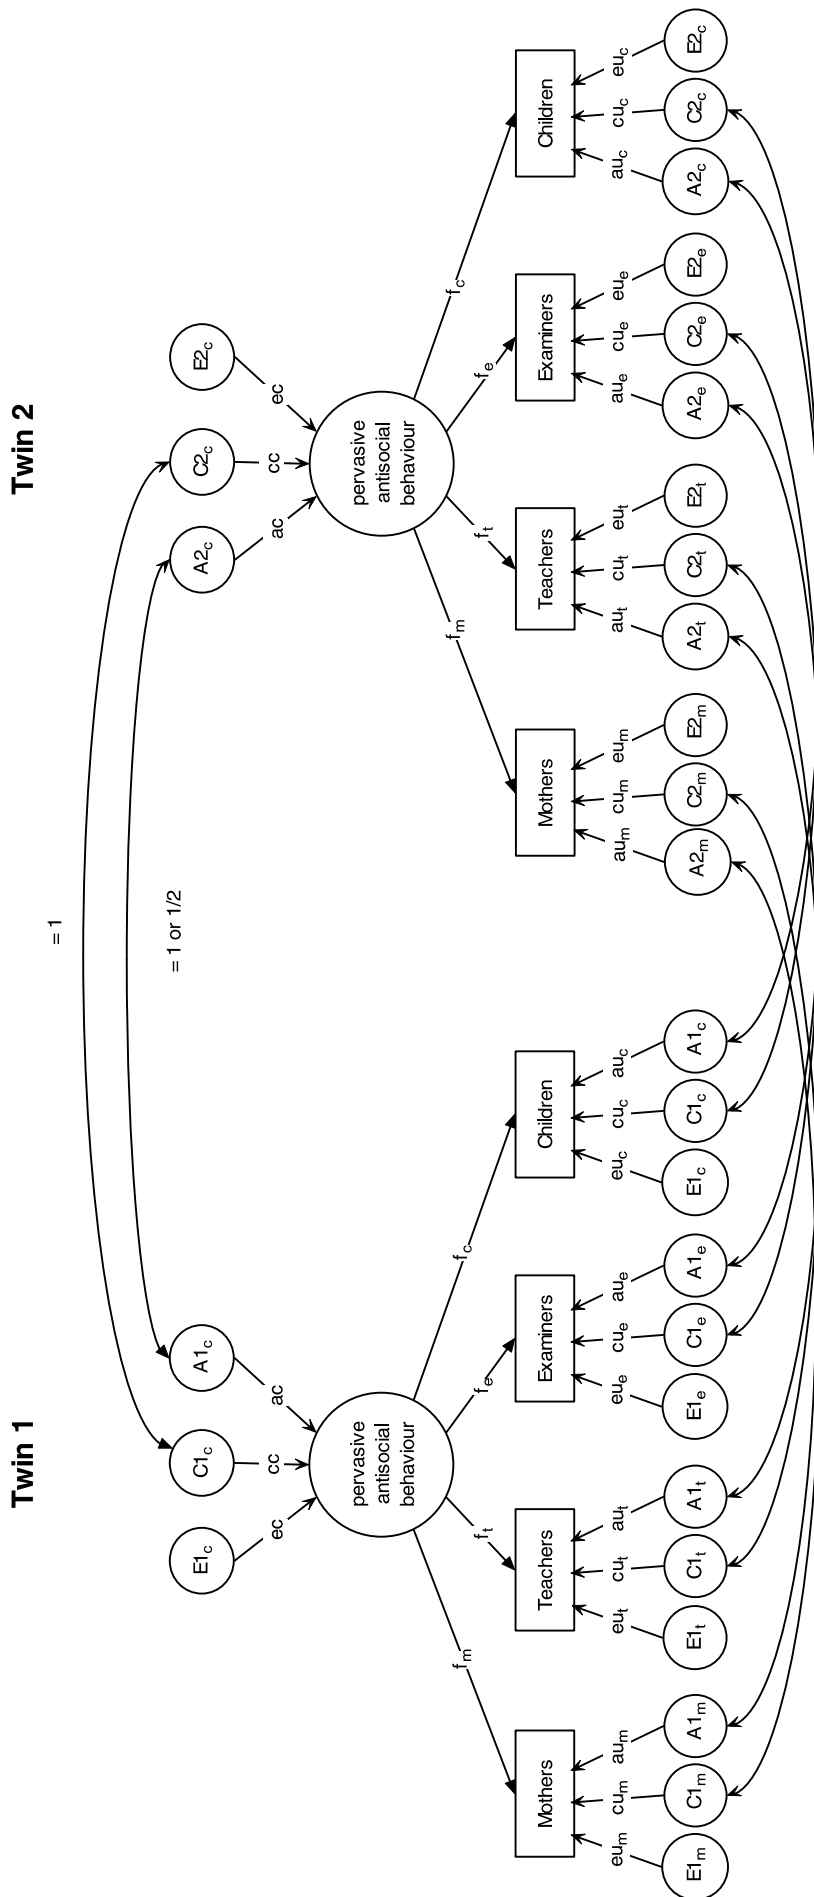 Twin 1
Twin 2
= 1
= 1 or 1/2
E1c
C1c
A1c
A2c
C2c
E2c
ec
cc
ac
ac
cc
ec
pervasive
antisocial
behaviour
pervasive
antisocial
behaviour
fm
ft
fe
fc
fm
ft
fe
fc
Mothers
Teachers
Examiners
Children
Mothers
Teachers
Examiners
Children
eum
cum
aum
eut
cut
aut
eue
cue
aue
euc
cuc
auc
aum
cum
eum
aut
cut
eut
aue
cue
eue
auc
cuc
euc
E1m
C1m
A1m
E1t
C1t
A1t
E1e
C1e
A1e
E1c
C1c
A1c
A2m
C2m
E2m
A2t
C2t
E2t
A2e
C2e
E2e
A2c
C2c
E2c